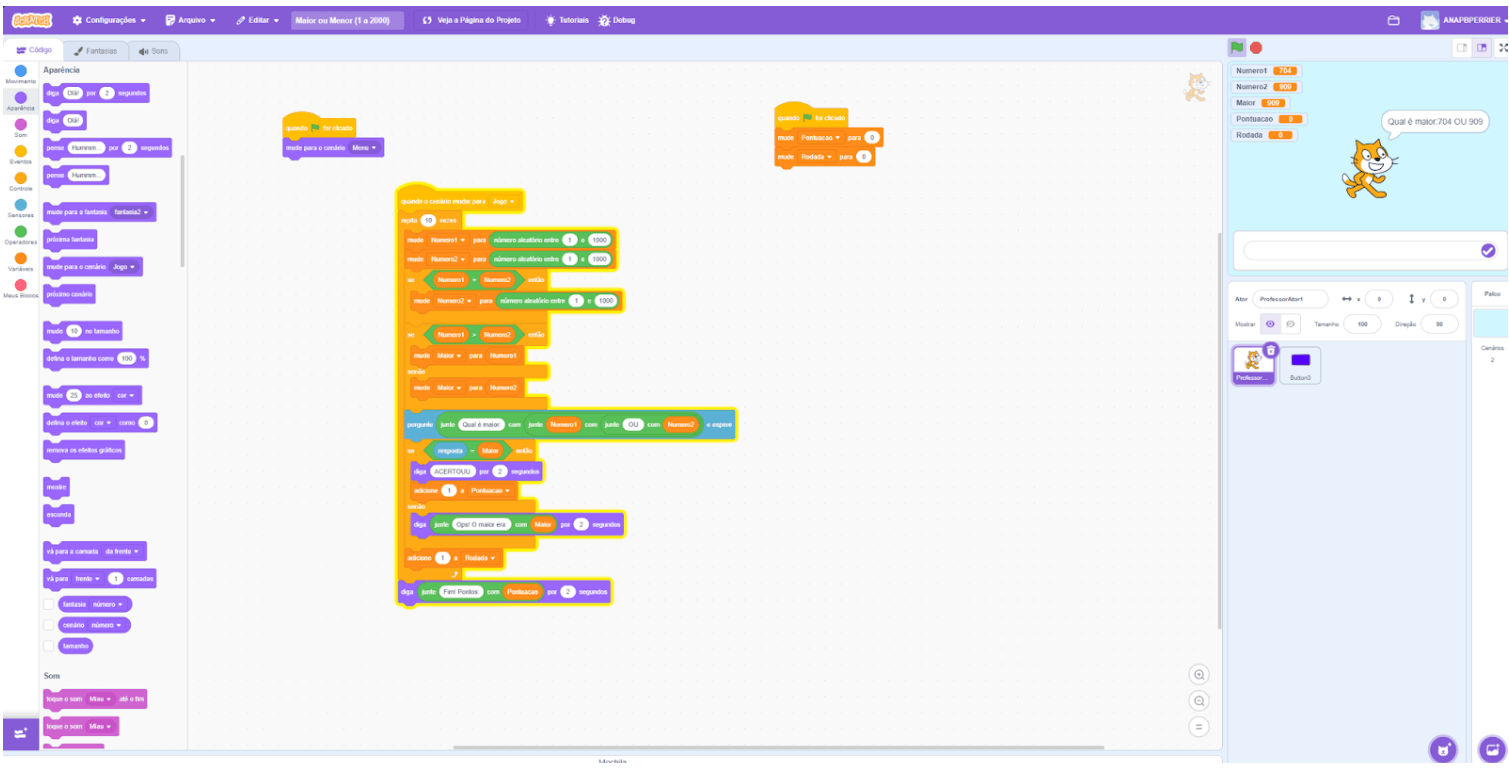 SCRATCH Configurações Arquivo Editar Maior ou Menor (1 a 2000) Veja a Página do Projeto Tutoriais Debug ANAPBPERRIER
Código Fantasias Sons
Movimento
Aparência
Som
Eventos
Controle
Sensores
Operadores
Variáveis
Meus Blocos
Aparência
diga Olá! por 2 segundos
diga Olá!
pense Hummm... por 2 segundos
pense Hummm...
mude para a fantasia fantasia2
próxima fantasia
mude para o cenário Jogo
próximo cenário
mude 10 no tamanho
defina o tamanho como 100 %
mude 25 ao efeito cor
defina o efeito cor como 0
remova os efeitos gráficos
mostre
esconda
vá para a camada da frente
vá para frente 1 camadas
fantasia número
cenário número
tamanho
Som
toque o som Miau até o fim
toque o som Miau
quando for clicado
mude para o cenário Menu
quando for clicado
mude Pontuacao para 0
mude Rodada para 0
quando o cenário mudar para Jogo
repita 10 vezes
mude Numero1 para número aleatório entre 1 e 1000
mude Numero2 para número aleatório entre 1 e 1000
se Numero1 = Numero2 então
mude Numero2 para número aleatório entre 1 e 1000
se Numero1 > Numero2 então
mude Maior para Numero1
senão
mude Maior para Numero2
pergunte junte Qual é maior: com junte Numero1 com junte OU com Numero2 e espere
se resposta = Maior então
diga ACERTOUU por 2 segundos
adicione 1 a Pontuacao
senão
diga junte Ops! O maior era com Maior por 2 segundos
adicione 1 a Rodada
diga junte Fim! Pontos com Pontuacao por 2 segundos
Numero1 704
Numero2 909
Maior 909
Pontuacao 0
Rodada 0
Qual é maior:704 OU 909
Ator ProfessorAtor1 x 0 y 0
Mostrar Tamanho 100 Direção 90
Professor... Button3
Palco
Cenários
2
Mochila